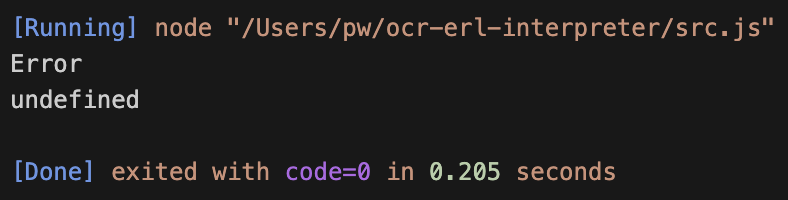 [Running] node "/Users/pw/ocr-erl-interpreter/src.js"
Error
undefined
[Done] exited with code=0 in 0.205 seconds